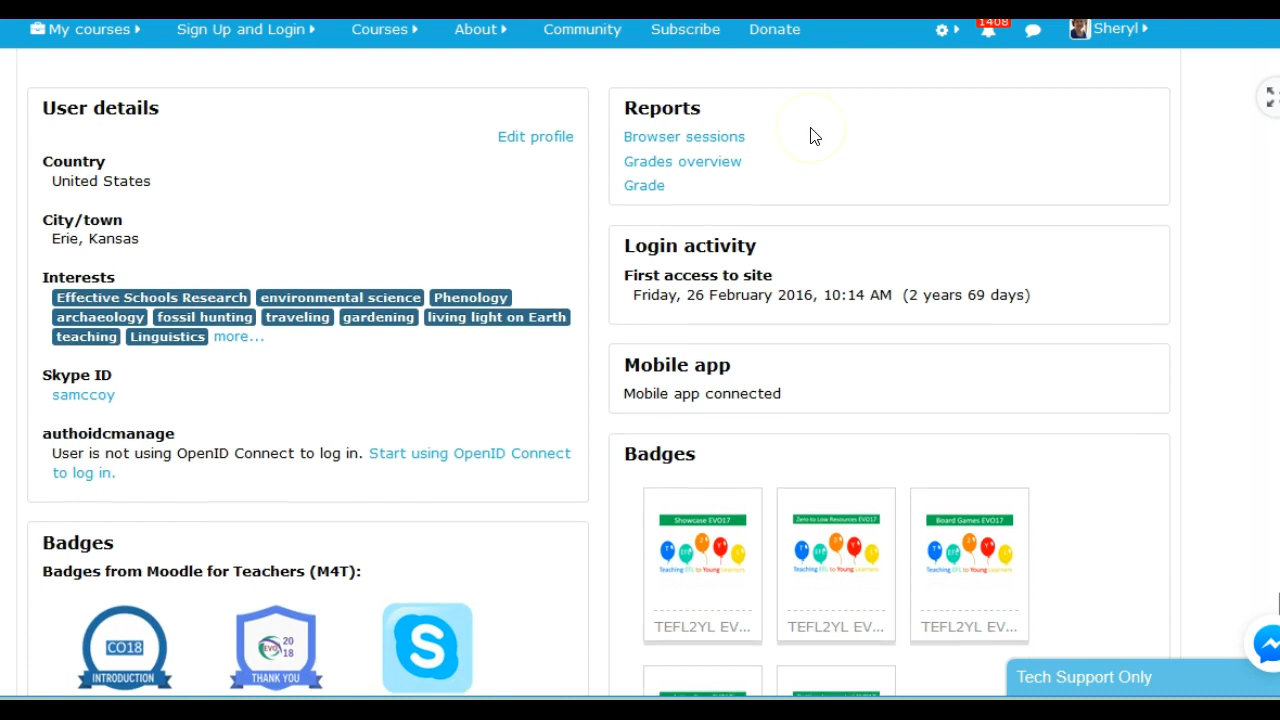 My courses
Sign Up and Login
Courses
About
Community
Subscribe
Donate
1408
Sheryl
User details
Edit profile
Country
United States
City/town
Erie, Kansas
Interests
Effective Schools Research environmental science Phenology
archaeology fossil hunting traveling gardening living light on Earth
teaching Linguistics more...
Skype ID
samccoy
authoidcmanage
User is not using OpenID Connect to log in. Start using OpenID Connect
to log in.
Badges
Badges from Moodle for Teachers (M4T):
CO18
INTRODUCTION
EVO 20
18
THANK YOU
S
Reports
Browser sessions
Grades overview
Grade
Login activity
First access to site
Friday, 26 February 2016, 10:14 AM (2 years 69 days)
Mobile app
Mobile app connected
Badges
Showcase EVO17
Teaching EFL to Young Learners
TEFL2YL EV...
Zero to Low Resources EVO17
Teaching EFL to Young Learners
TEFL2YL EV...
Board Games EVO17
Teaching EFL to Young Learners
TEFL2YL EV...
Tech Support Only